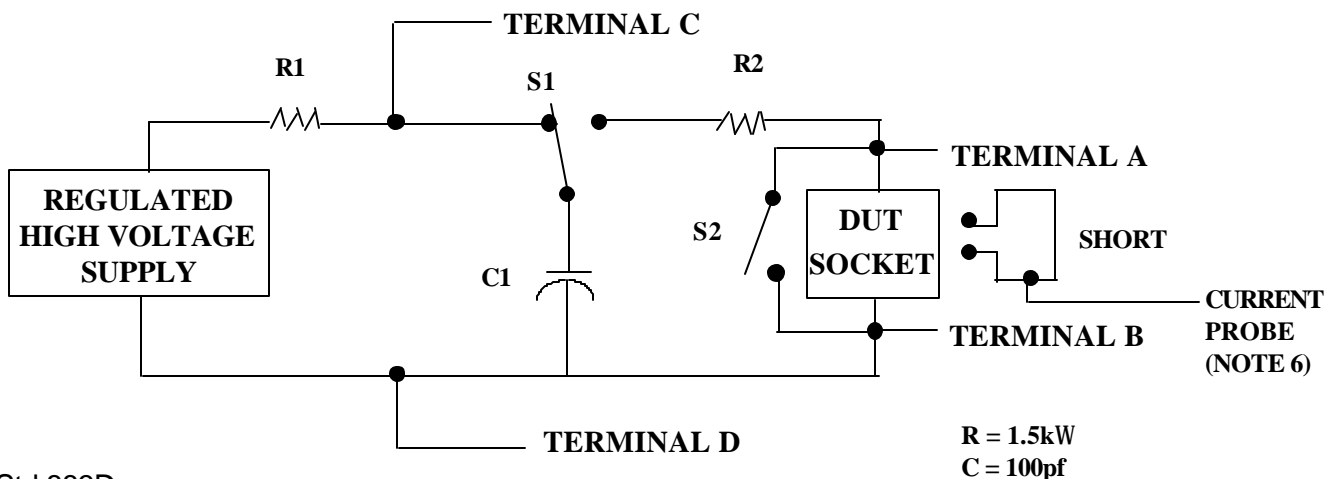 TERMINAL C
R1
R2
S1
TERMINAL A
REGULATED
HIGH VOLTAGE
SUPPLY
DUT
SOCKET
S2
SHORT
C1
CURRENT
PROBE
(NOTE 6)
TERMINAL B
TERMINAL D
R = 1.5kW
C = 100pf